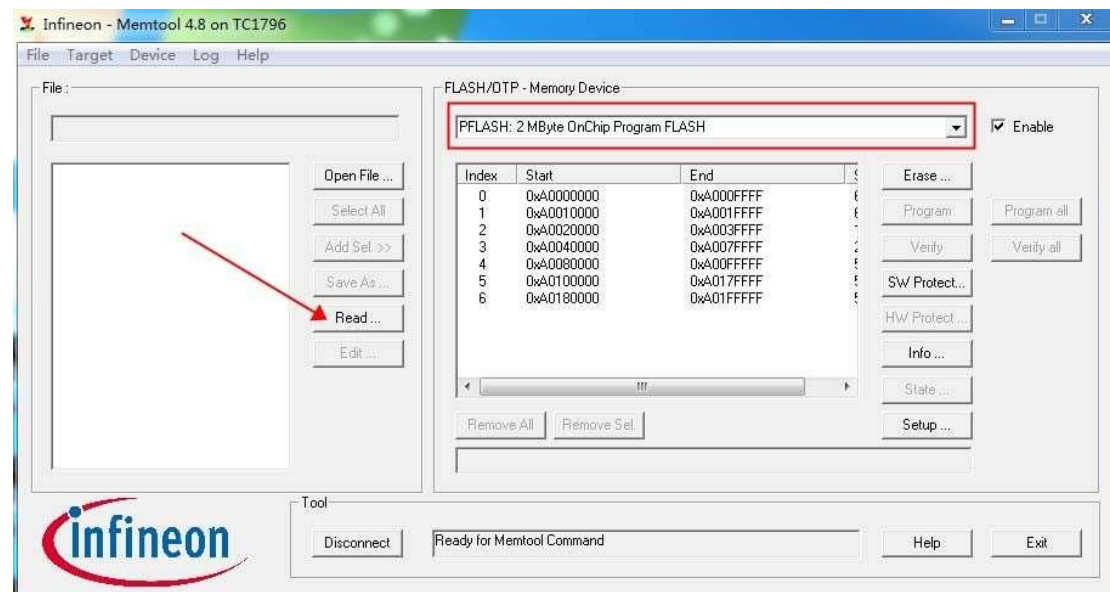 Infineon - Memtool 4.8 on TC1796
File Target Device Log Help
File :
Open File ...
Select All
Add Sel. >>
Save As ...
Read ...
Edit ...
FLASH/OTP - Memory Device
PFLASH: 2 MByte OnChip Program FLASH
Enable
Index Start End
0 0xA0000000 0xA000FFFF
1 0xA0010000 0xA001FFFF
2 0xA0020000 0xA003FFFF
3 0xA0040000 0xA007FFFF
4 0xA0080000 0xA00FFFFF
5 0xA0100000 0xA017FFFF
6 0xA0180000 0xA01FFFFF
Erase ...
Program
Program all
Verify
Verify all
SW Protect...
HW Protect ...
Info ...
State ...
Setup ...
Remove All
Remove Sel.
infineon
Tool
Disconnect
Ready for Memtool Command
Help
Exit